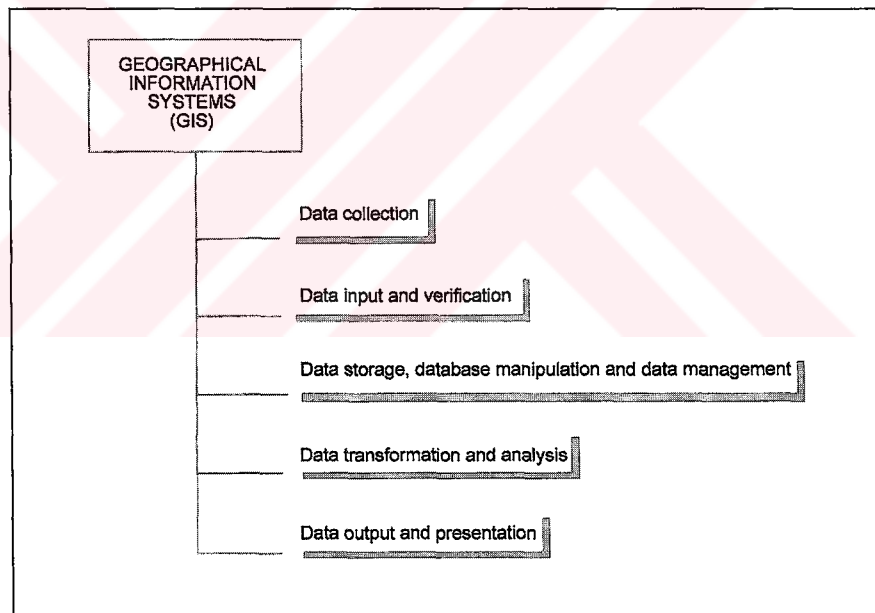 GEOGRAPHICAL
INFORMATION
SYSTEMS
(GIS)
Data collection
Data input and verification
Data storage, database manipulation and data management
Data transformation and analysis
Data output and presentation